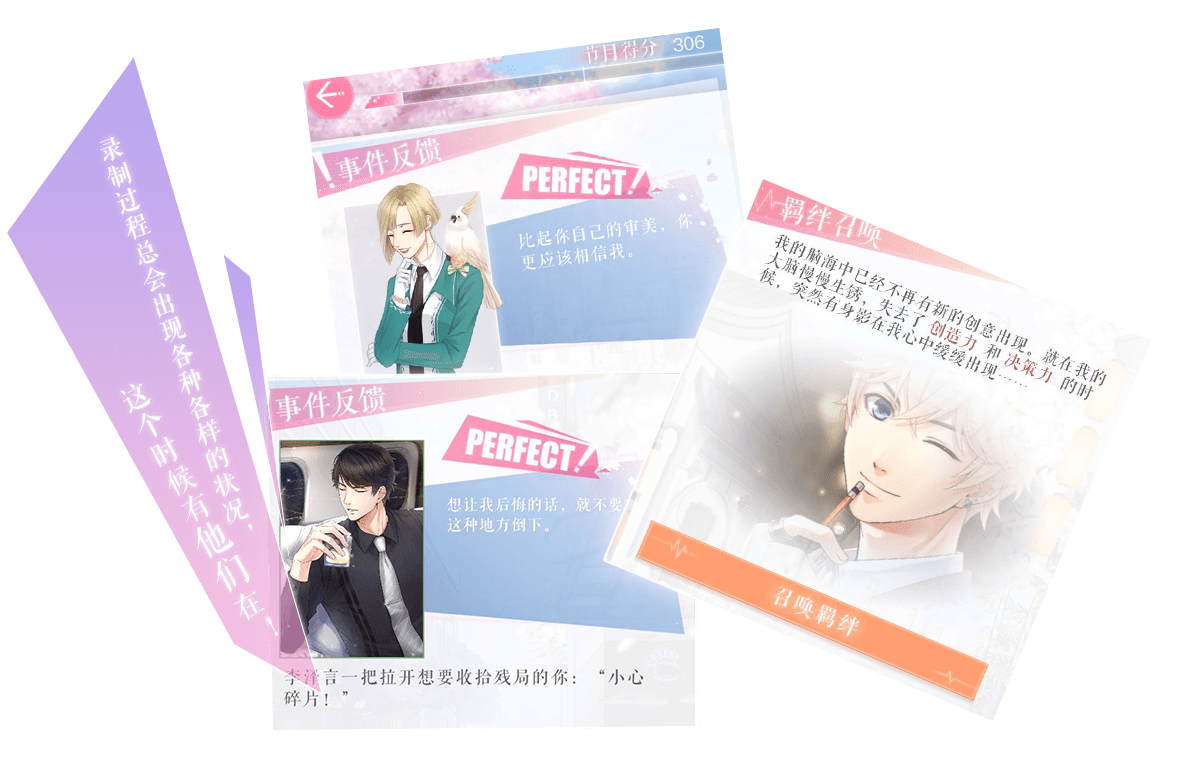 录制过程总会出现各种各样的状况，
这个时候有他们在！
节目得分 306
事件反馈
PERFECT!
比起你自己的审美，你
更应该相信我。
事件反馈
PERFECT!
想让我后悔的话，就不要
这种地方倒下。
李泽言一把拉开想要收拾残局的你：“小心
碎片！”
羁绊召唤
我的脑海中已经不再有新的创意出现。就在我的
大脑慢慢生锈，失去了 创造力 和 决策力 的时
候，突然有身影在我心中缓缓出现……
召唤羁绊